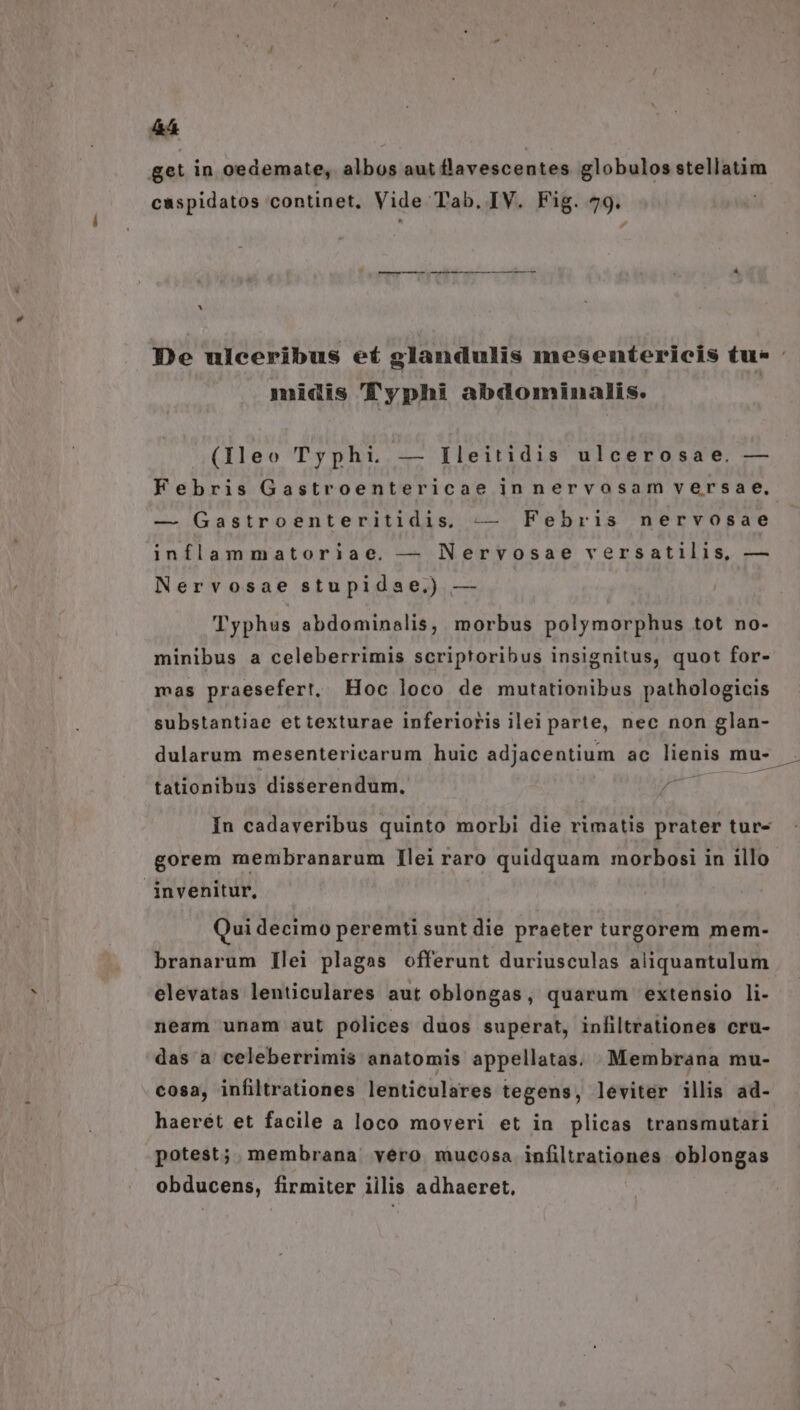 44
get in oedemate, albos aut flavescentes globulos stellatim
cuspidatos continet. Vide Tab. IV. Fig. 79.
De ulceribus et glandulis mesentericis tu-
midis Typhi abdominalis.
(Ileo Typhi. — Ileitidis ulcerosae. —
Febris Gastroentericae in nervosam versae.
— Gastroenteritidis. — Febris nervosae
inflammatoriae. — Nervosae versatilis, —
Nervosae stupidae.) —
Typhus abdominalis, morbus polymorphus tot no-
minibus a celeberrimis scriptoribus insignitus, quot for-
mas praesefert. Hoc loco de mutationibus pathologicis
substantiae et texturae inferioris ilei parte, nec non glan-
dularum mesentericarum huic adjacentium ac lienis mu-
tationibus disserendum.
In cadaveribus quinto morbi die rimatis prater tur-
gorem membranarum Ilei raro quidquam morbosi in illo
invenitur.
Qui decimo peremti sunt die praeter turgorem mem-
branarum Ilei plagas offerunt duriusculas aliquantulum
elevatas lenticulares aut oblongas, quarum extensio li-
neam unam aut polices duos superat, infiltrationes cru-
das a celeberrimis anatomis appellatas. Membrana mu-
cosa, infiltrationes lenticulares tegens, leviter illis ad-
haeret et facile a loco moveri et in plicas transmutari
potest; membrana vero mucosa infiltrationes oblongas
obducens, firmiter illis adhaeret.